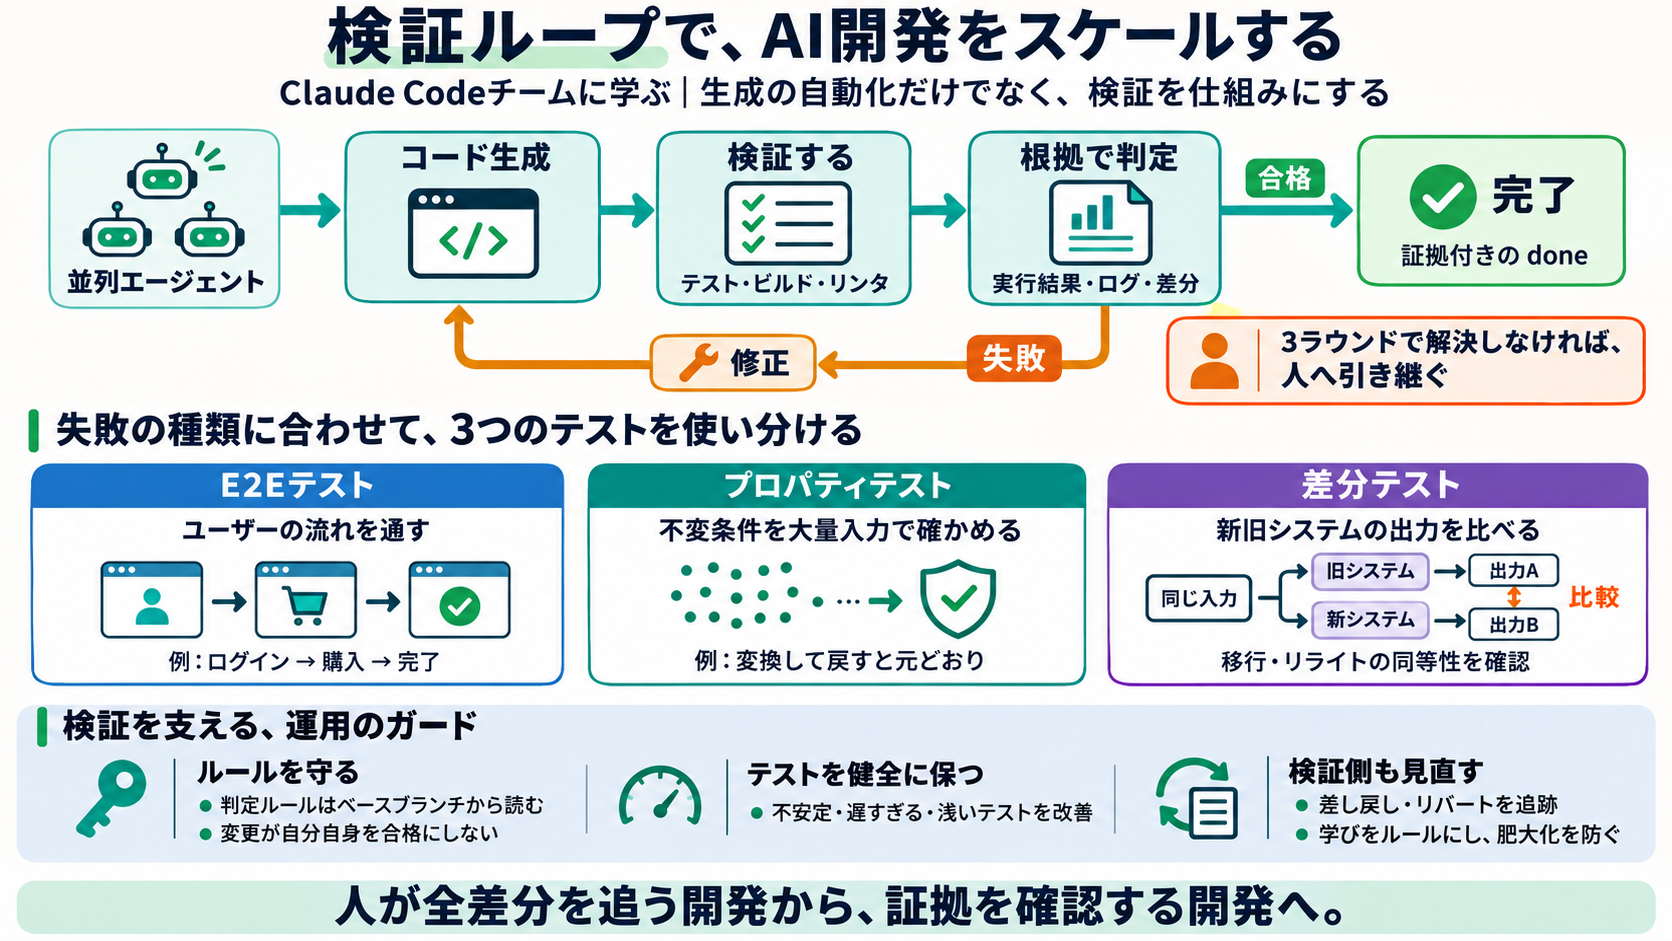 検証ループで、AI開発をスケールする
Claude Codeチームに学ぶ｜生成の自動化だけでなく、検証を仕組みにする
並列エージェント
コード生成
</>
検証する
テスト・ビルド・リンタ
根拠で判定
実行結果・ログ・差分
合格
完了
証拠付きの done
修正
失敗
3ラウンドで解決しなければ、
人へ引き継ぐ
失敗の種類に合わせて、3つのテストを使い分ける
E2Eテスト
ユーザーの流れを通す
例：ログイン → 購入 → 完了
プロパティテスト
不変条件を大量入力で確かめる
…
例：変換して戻すと元どおり
差分テスト
新旧システムの出力を比べる
同じ入力
旧システム
出力A
新システム
出力B
比較
移行・リライトの同等性を確認
検証を支える、運用のガード
ルールを守る
● 判定ルールはベースブランチから読む
● 変更が自分自身を合格にしない
テストを健全に保つ
● 不安定・遅すぎる・浅いテストを改善
検証側も見直す
● 差し戻し・リバートを追跡
● 学びをルールにし、肥大化を防ぐ
人が全差分を追う開発から、証拠を確認する開発へ。